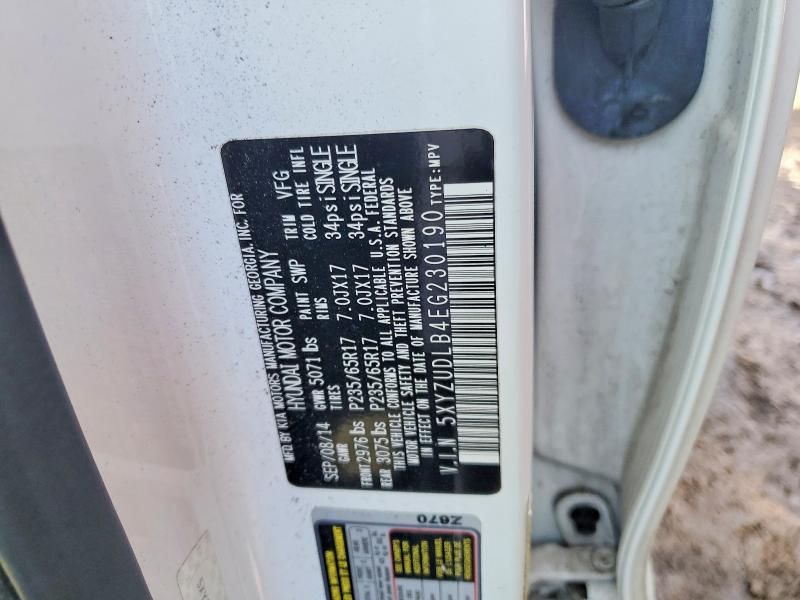 MFD BY KIA MOTORS MANUFACTURING GEORGIA, INC. FOR
HYUNDAI MOTOR COMPANY
SEP/08/14 GWR 5071 lbs PAINT SWP TRIM VFG
GWR TIRES RIMS COLD TIRE INFL
FRONT 2976 lbs P235/65R17 7.0JX17 34psi SINGLE
REAR 3075 lbs P235/65R17 7.0JX17 34psi SINGLE
THIS VEHICLE CONFORMS TO ALL APPLICABLE U.S.A. FEDERAL
MOTOR VEHICLE SAFETY AND THEFT PREVENTION STANDARDS
IN EFFECT ON THE DATE OF MANUFACTURE SHOWN ABOVE
V.I.N 5XYZUDLB4EG230190 TYPE:MPV
Z670